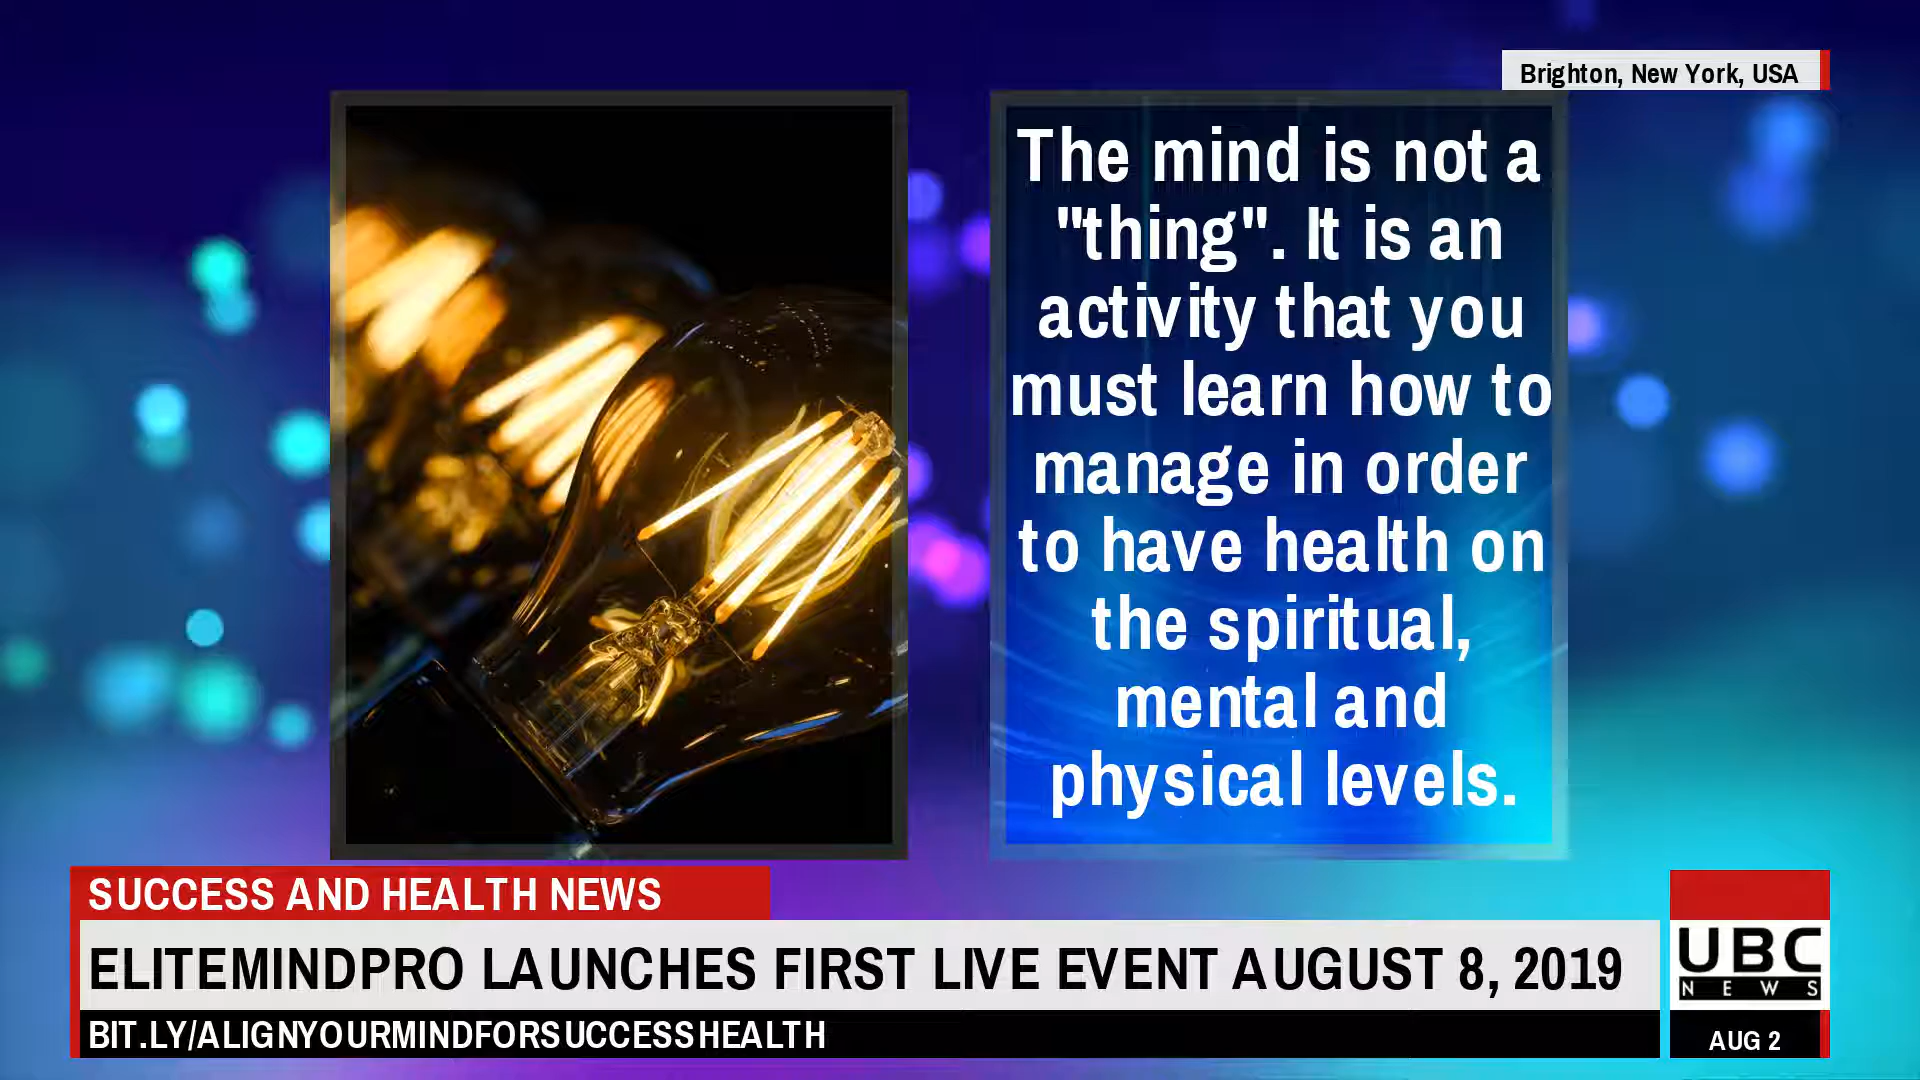 Brighton, New York, USA
The mind is not a
"thing". It is an
activity that you
must learn how to
manage in order
to have health on
the spiritual,
mental and
physical levels.
SUCCESS AND HEALTH NEWS
ELITEMINDPRO LAUNCHES FIRST LIVE EVENT AUGUST 8, 2019
BIT.LY/ALIGNYOURMINDFORSUCCESSHEALTH
UBC
NEWS
AUG 2